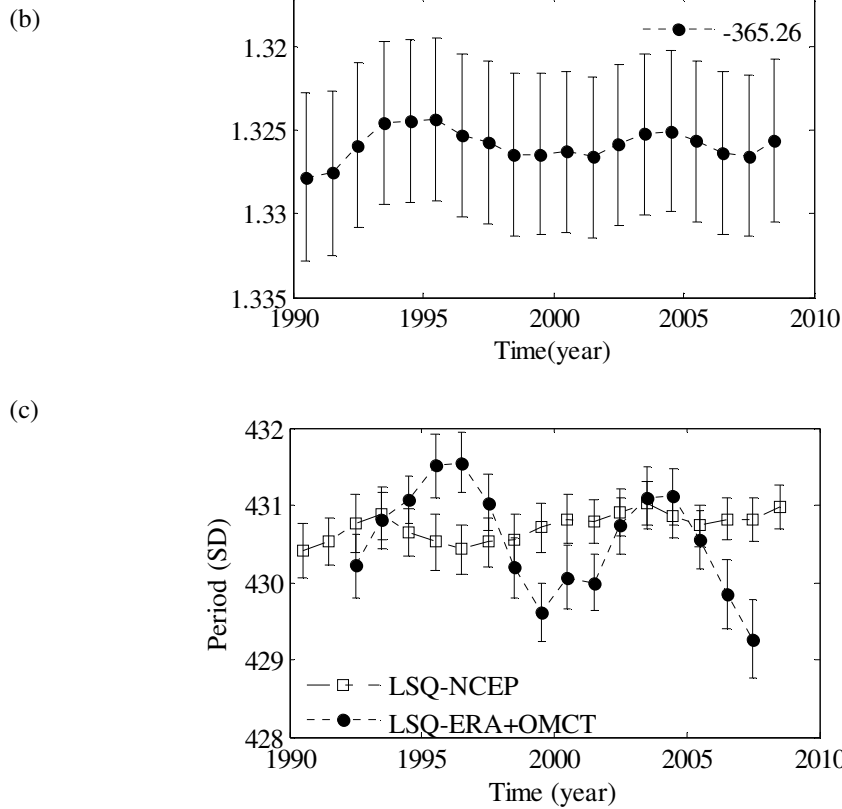 (b)
1.32
1.325
1.33
1.335
-365.26
1990
1995
2000
2005
2010
Time(year)
(c)
432
431
430
429
428
Period (SD)
LSQ-NCEP
LSQ-ERA+OMCT
1990
1995
2000
2005
2010
Time (year)